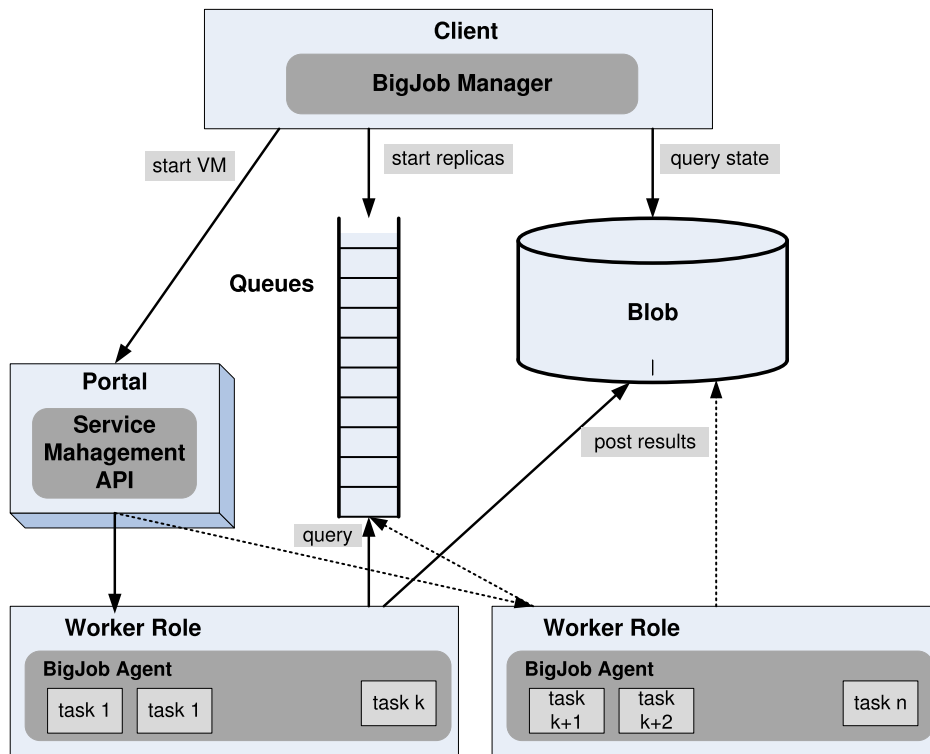 Client
BigJob Manager
start VM
start replicas
query state
Queues
Blob
Portal
Service
Mahagement
API
post results
query
Worker Role
BigJob Agent
task 1
task 1
task k
Worker Role
BigJob Agent
task
k+1
task
k+2
task n